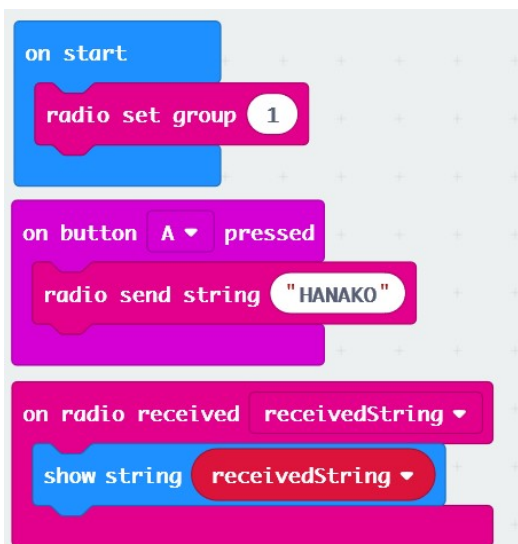 on start
radio set group 1
on button A pressed
radio send string "HANAKO"
on radio received receivedString
show string receivedString